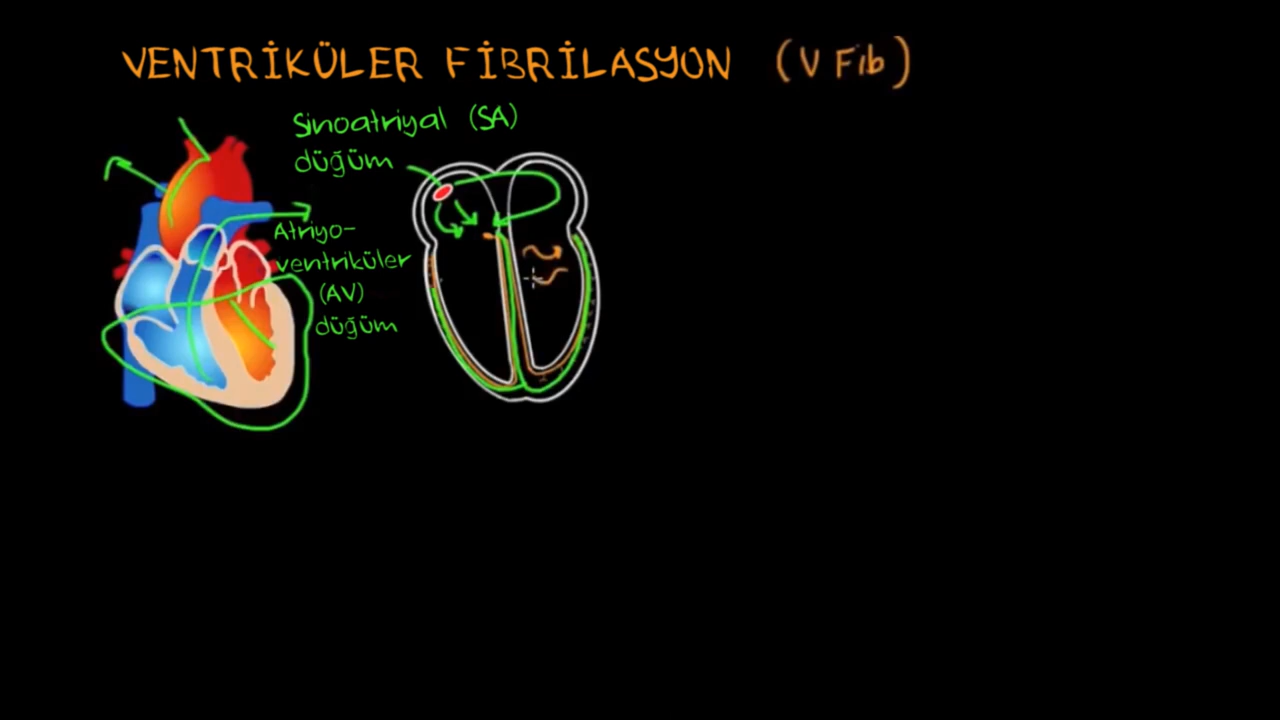 VENTRİKÜLER FİBRİLASYON (V Fib)
Sinoatriyal (SA)
düğüm
Atriyo-
ventriküler
(AV)
düğüm